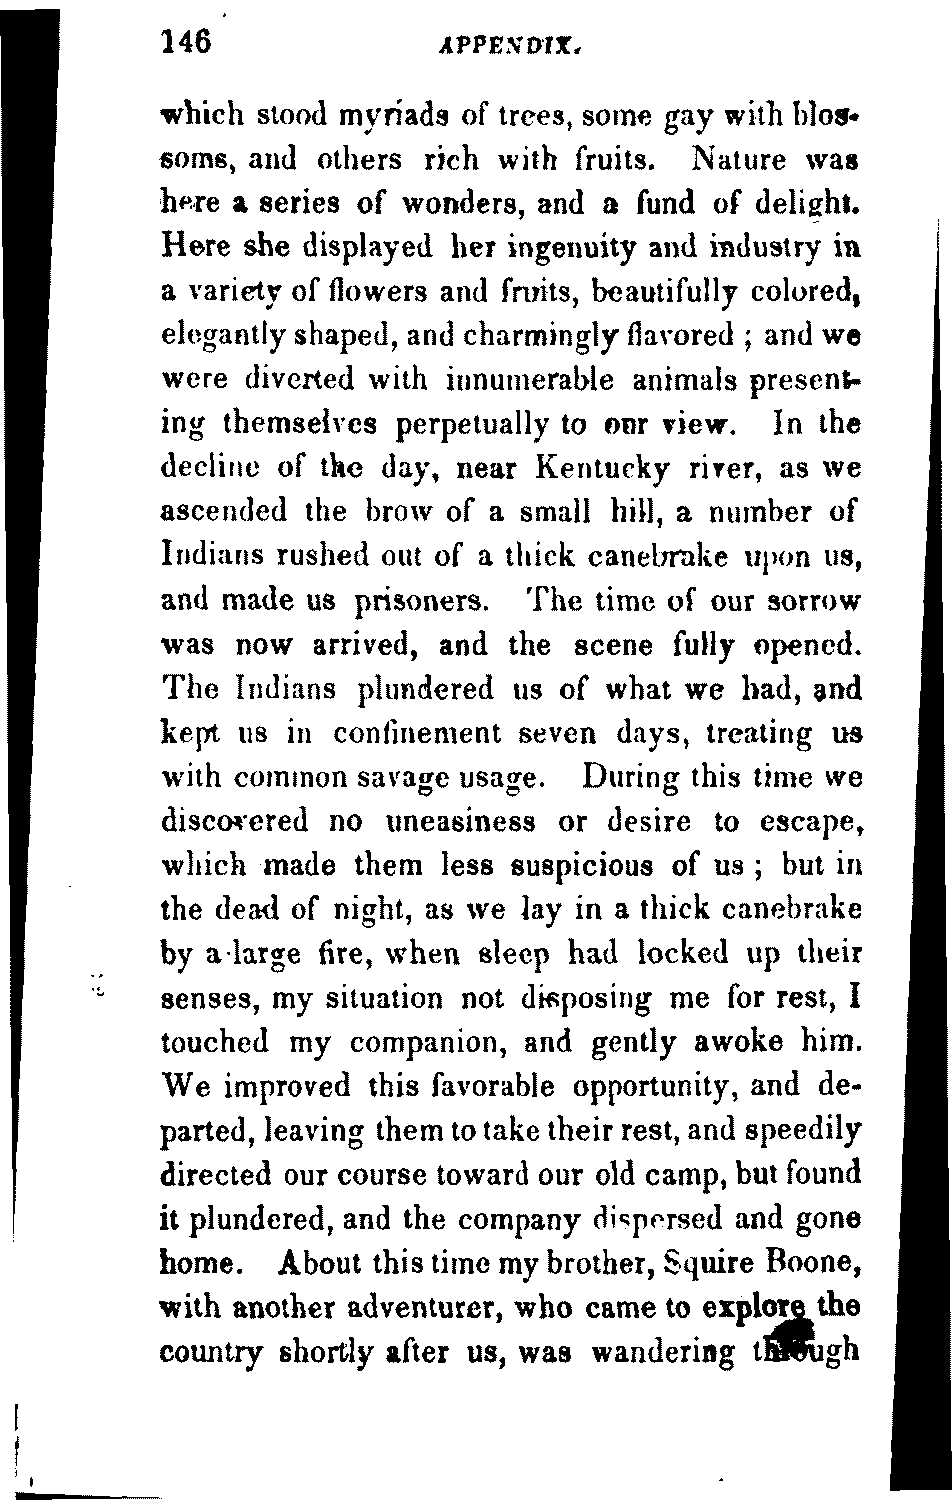 146 APPENDIX.
which stood myriads of trees, some gay with blos-
soms, and others rich with fruits. Nature was
here a series of wonders, and a fund of delight.
Here she displayed her ingenuity and industry in
a variety of flowers and fruits, beautifully colored,
elegantly shaped, and charmingly flavored ; and we
were diverted with innumerable animals present-
ing themselves perpetually to our view. In the
decline of the day, near Kentucky river, as we
ascended the brow of a small hill, a number of
Indians rushed out of a thick canebrake upon us,
and made us prisoners. The time of our sorrow
was now arrived, and the scene fully opened.
The Indians plundered us of what we had, and
kept us in confinement seven days, treating us
with common savage usage. During this time we
discovered no uneasiness or desire to escape,
which made them less suspicious of us ; but in
the dead of night, as we lay in a thick canebrake
by a large fire, when sleep had locked up their
senses, my situation not disposing me for rest, I
touched my companion, and gently awoke him.
We improved this favorable opportunity, and de-
parted, leaving them to take their rest, and speedily
directed our course toward our old camp, but found
it plundered, and the company dispersed and gone
home. About this time my brother, Squire Boone,
with another adventurer, who came to explore the
country shortly after us, was wandering through